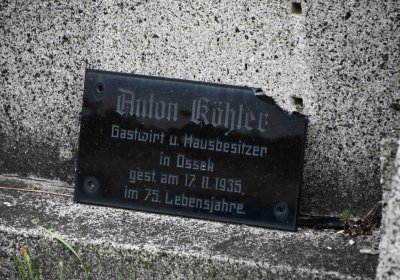 Anton Köhler
Gastwirt u. Hausbesitzer
in Ossek
gest am 17. 11. 1935,
im 75. Lebensjahre.